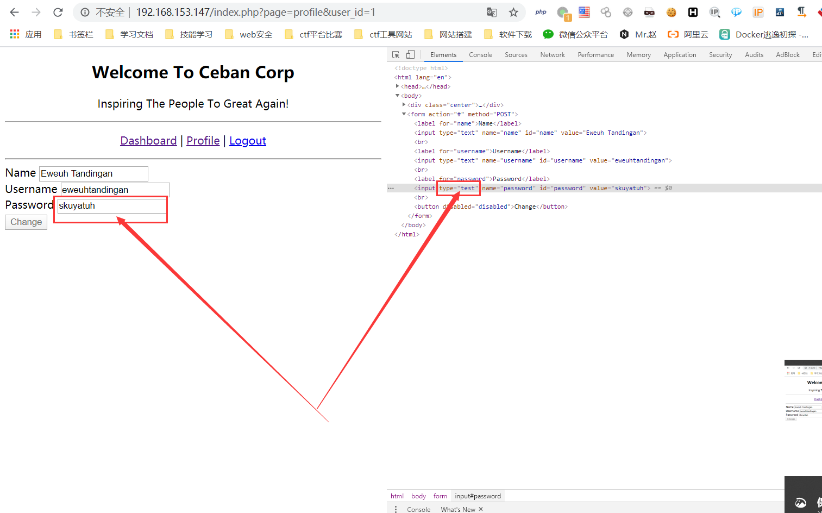 不安全 | 192.168.153.147/index.php?page=profile&user_id=1
php
1
IP
应用 书签栏 学习文档 技能学习 web安全 ctf平台比赛 ctf工具网站 网站搭建 软件下载 微信公众平台 Mr.赵 阿里云 Docker逃逸初探 -...
Elements Console Sources Network Performance Memory Application Security Audits AdBlock Edi
Welcome To Ceban Corp
Inspiring The People To Great Again!
Dashboard | Profile | Logout
Name Eweuh Tandingan
Username eweuhtandingan
Password skuyatuh
Change
<!doctype html>
<html lang="en">
<head>…</head>
<body>
<div class="center">…</div>
<form action="#" method="POST">
<label for="name">Name</label>
<input type="text" name="name" id="name" value="Eweuh Tandingan">
<br>
<label for="username">Username</label>
<input type="text" name="username" id="username" value="eweuhtandingan">
<br>
<label for="password">Password</label>
<input type="text" name="password" id="password" value="skuyatuh"> == $0
<br>
<button disabled="disabled">Change</button>
</form>
</body>
</html>
html body form input#password
Console What's New ×